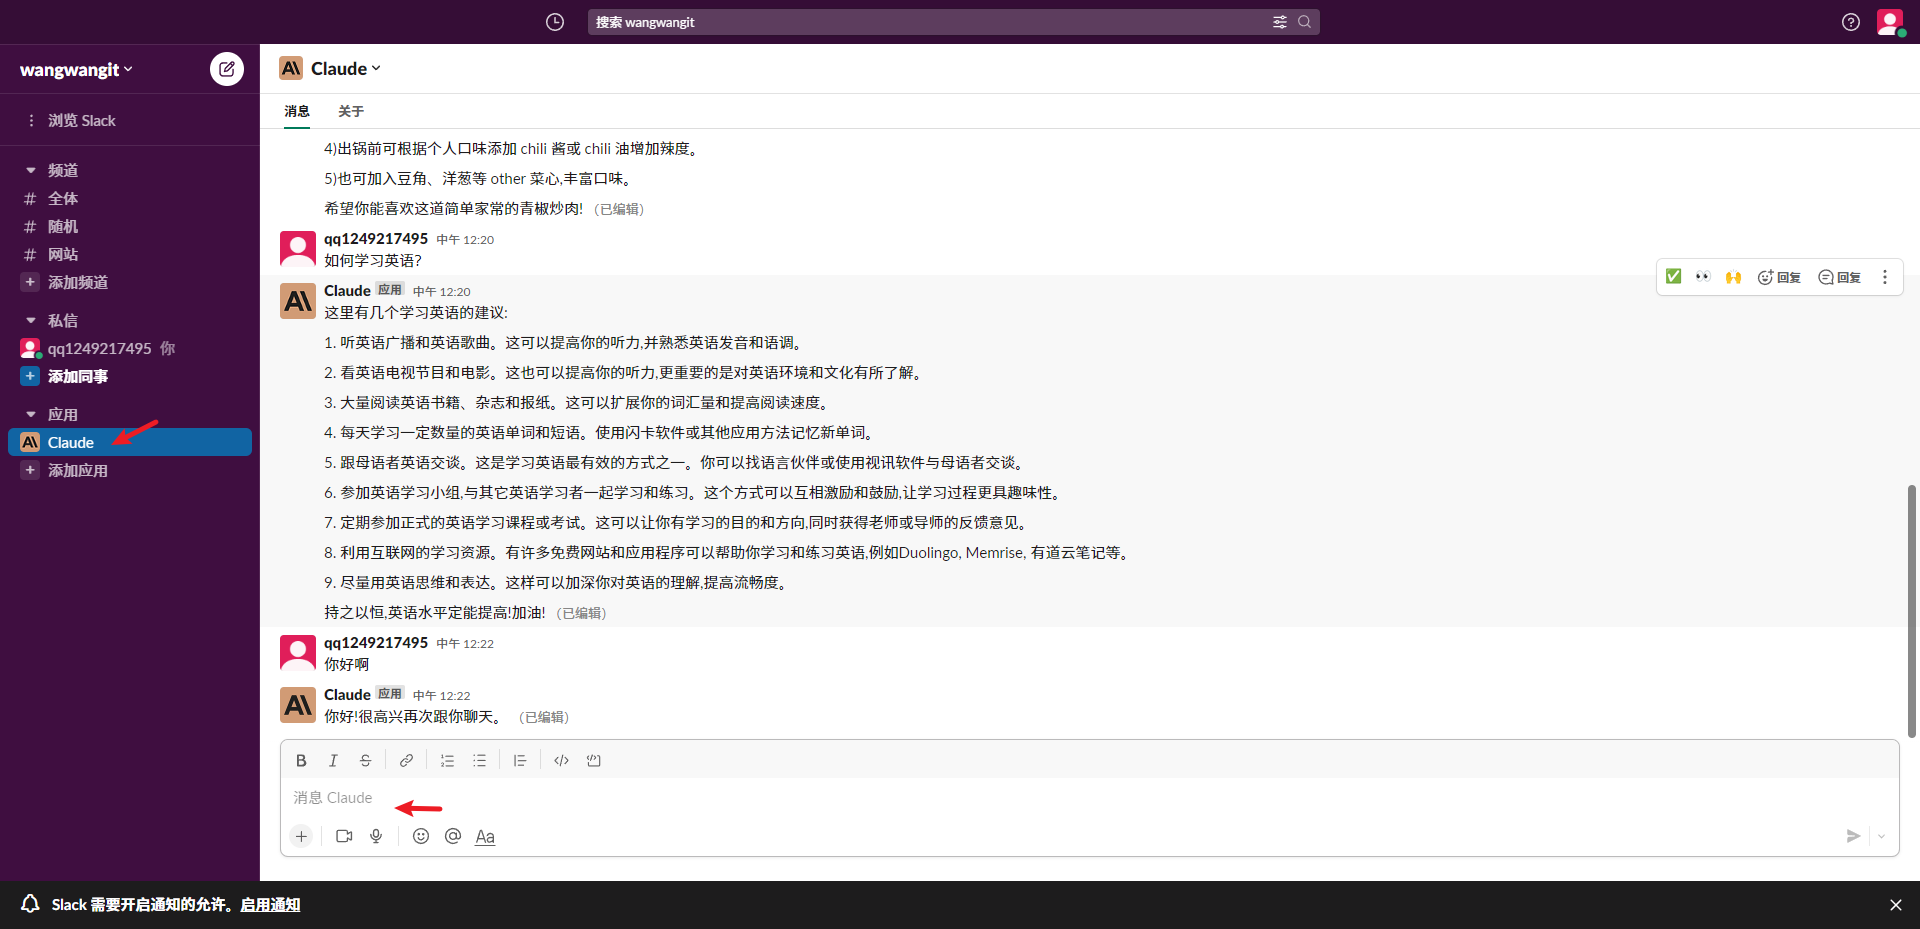 搜索 wangwangit
wangwangit
浏览 Slack
频道
# 全体
# 随机
# 网站
+ 添加频道
私信
qq1249217495 你
+ 添加同事
应用
Claude
+ 添加应用
Claude
消息 关于
4)出锅前可根据个人口味添加 chili 酱或 chili 油增加辣度。
5)也可加入豆角、洋葱等 other 菜心,丰富口味。
希望你能喜欢这道简单家常的青椒炒肉! （已编辑）
qq1249217495 中午 12:20
如何学习英语?
回复 回复
Claude 应用 中午 12:20
这里有几个学习英语的建议:
1. 听英语广播和英语歌曲。这可以提高你的听力,并熟悉英语发音和语调。
2. 看英语电视节目和电影。这也可以提高你的听力,更重要的是对英语环境和文化有所了解。
3. 大量阅读英语书籍、杂志和报纸。这可以扩展你的词汇量和提高阅读速度。
4. 每天学习一定数量的英语单词和短语。使用闪卡软件或其他应用方法记忆新单词。
5. 跟母语者英语交谈。这是学习英语最有效的方式之一。你可以找语言伙伴或使用视讯软件与母语者交谈。
6. 参加英语学习小组,与其它英语学习者一起学习和练习。这个方式可以互相激励和鼓励,让学习过程更具趣味性。
7. 定期参加正式的英语学习课程或考试。这可以让你有学习的目的和方向,同时获得老师或导师的反馈意见。
8. 利用互联网的学习资源。有许多免费网站和应用程序可以帮助你学习和练习英语,例如Duolingo, Memrise, 有道云笔记等。
9. 尽量用英语思维和表达。这样可以加深你对英语的理解,提高流畅度。
持之以恒,英语水平定能提高!加油! （已编辑）
qq1249217495 中午 12:22
你好啊
Claude 应用 中午 12:22
你好!很高兴再次跟你聊天。 （已编辑）
B I S
消息 Claude
+ @ Aa
Slack 需要开启通知的允许。启用通知